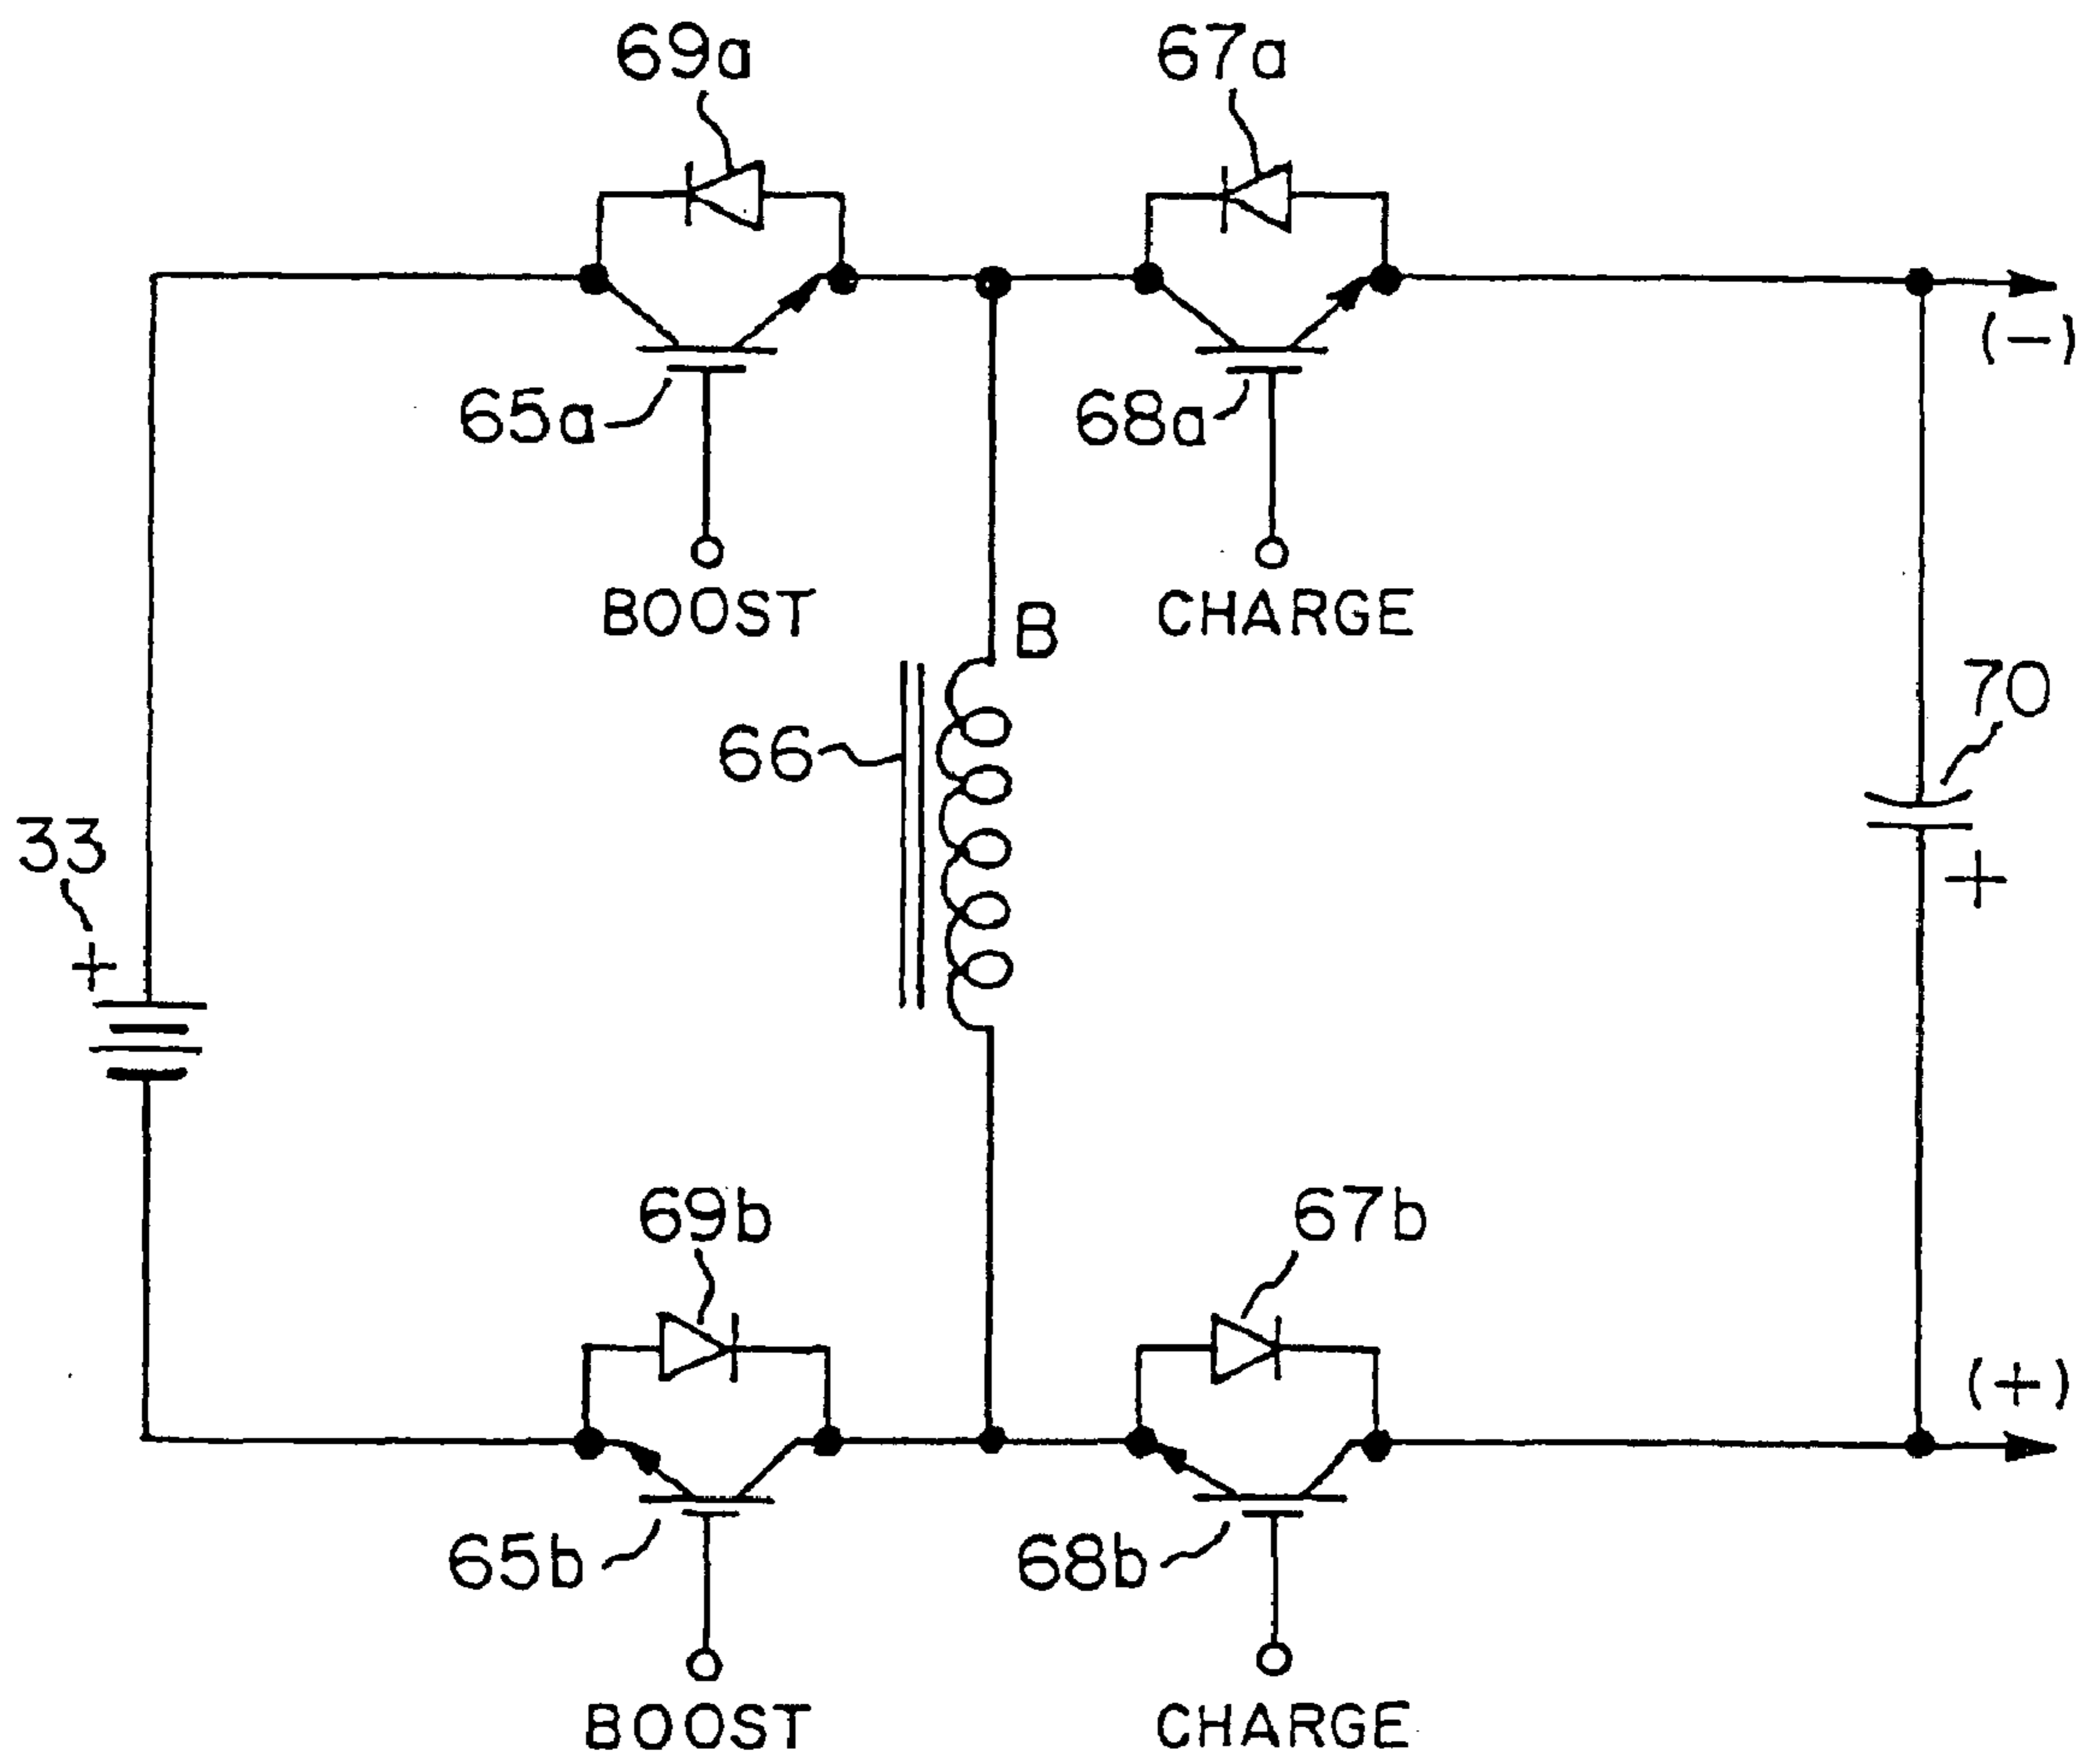 69a
67a
(-)
65a
68a
BOOST
CHARGE
B
70
66
33
+
+
69b
67b
(+)
65b
68b
BOOST
CHARGE